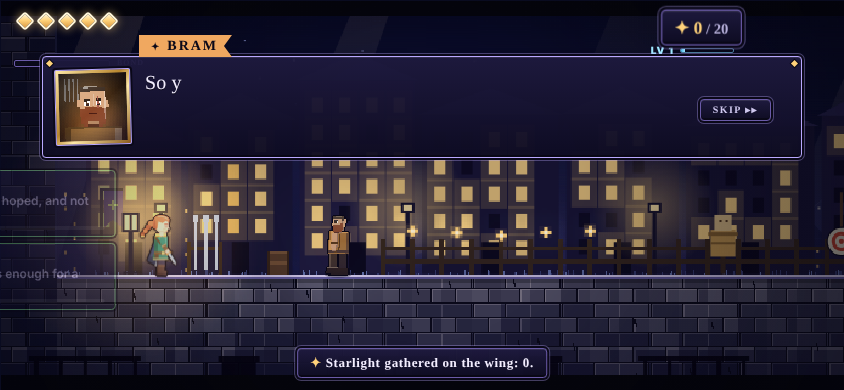 0 / 20
BRAM
LV 1
So y
SKIP ▸▸
hoped, and not
s enough for a
Starlight gathered on the wing: 0.